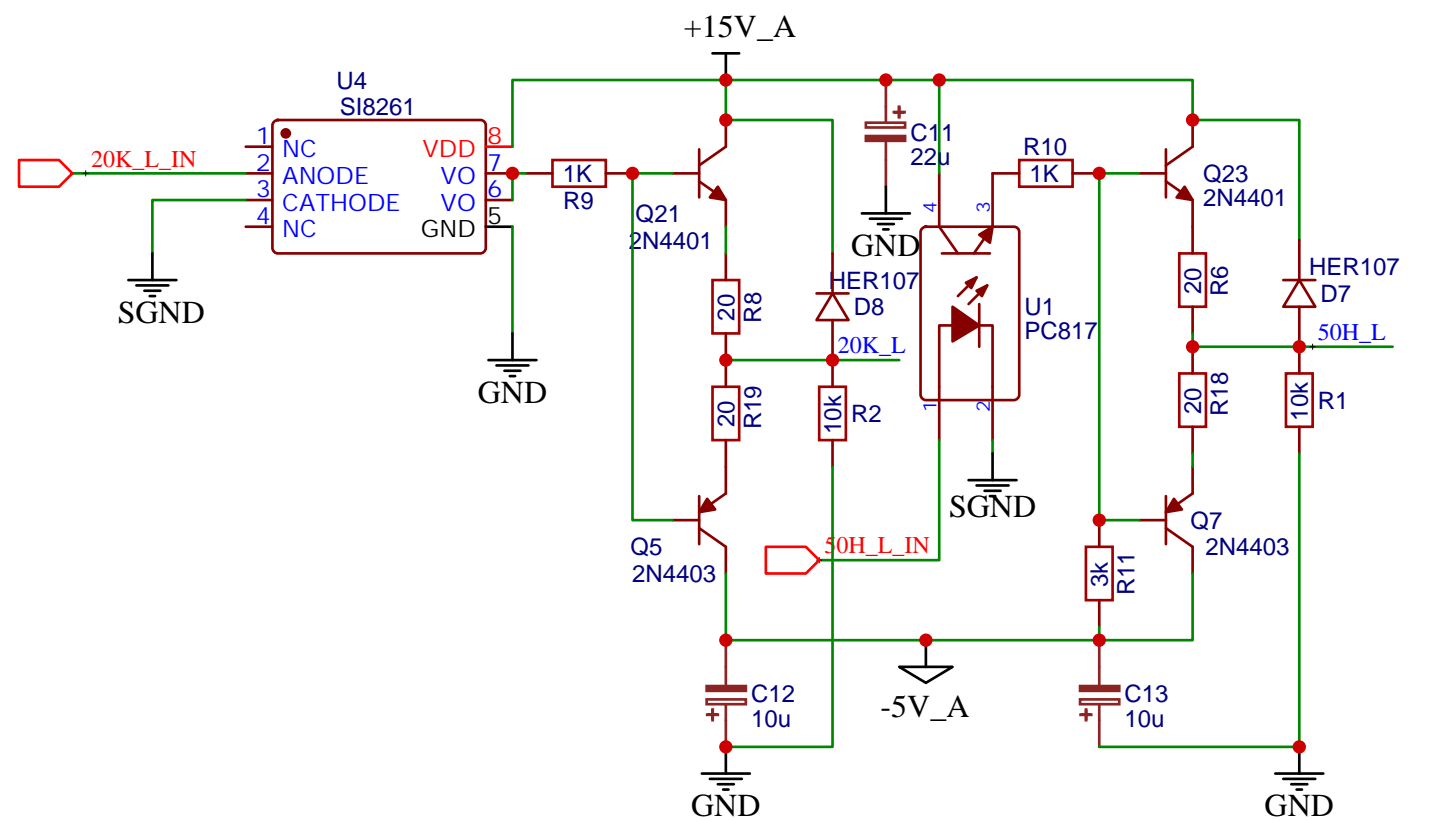 +15V_A
U4
SI8261
1 NC
2 ANODE
3 CATHODE
4 NC
VDD 8
VO 7
VO 6
GND 5
20K_L_IN
SGND
GND
1K
R9
Q21
2N4401
20
R8
HER107
D8
20K_L
20
R19
10k
R2
Q5
2N4403
C12
10u
+
GND
+
C11
22u
GND
4
3
U1
PC817
1
2
SGND
50H_L_IN
R10
1K
Q23
2N4401
20
R6
HER107
D7
50H_L
20
R18
10k
R1
Q7
2N4403
3k
R11
-5V_A
C13
10u
+
GND